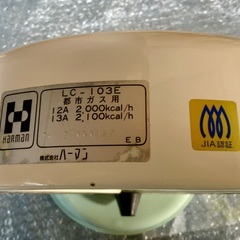 LC-103E
都市ガス用
12A 2,000kcal/h
13A 2,100kcal/h
EB
HARMAN
株式会社 ハーマン
JIA認証